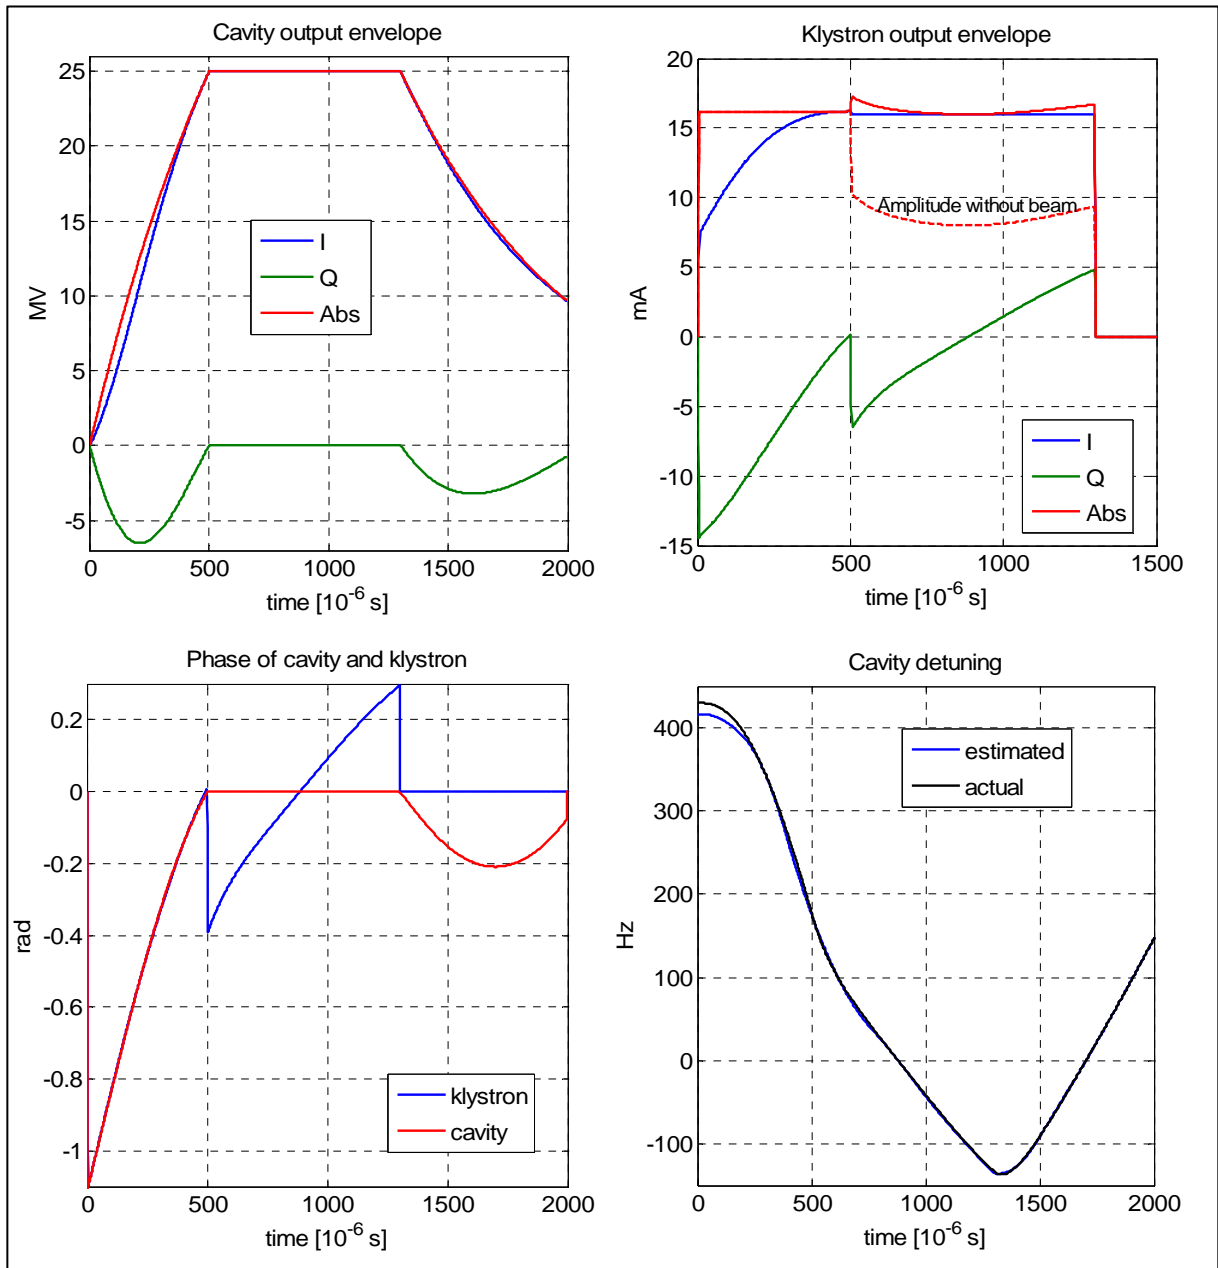 Cavity output envelope
25
20
15
10
5
0
-5
MV
I
Q
Abs
0
500
1000
1500
2000
time [10⁻⁶ s]
Klystron output envelope
20
15
10
5
0
-5
-10
-15
mA
Amplitude without beam
I
Q
Abs
0
500
1000
1500
time [10⁻⁶ s]
Phase of cavity and klystron
0.2
0
-0.2
-0.4
-0.6
-0.8
-1
rad
klystron
cavity
0
500
1000
1500
2000
time [10⁻⁶ s]
Cavity detuning
400
300
200
100
0
-100
Hz
estimated
actual
0
500
1000
1500
2000
time [10⁻⁶ s]